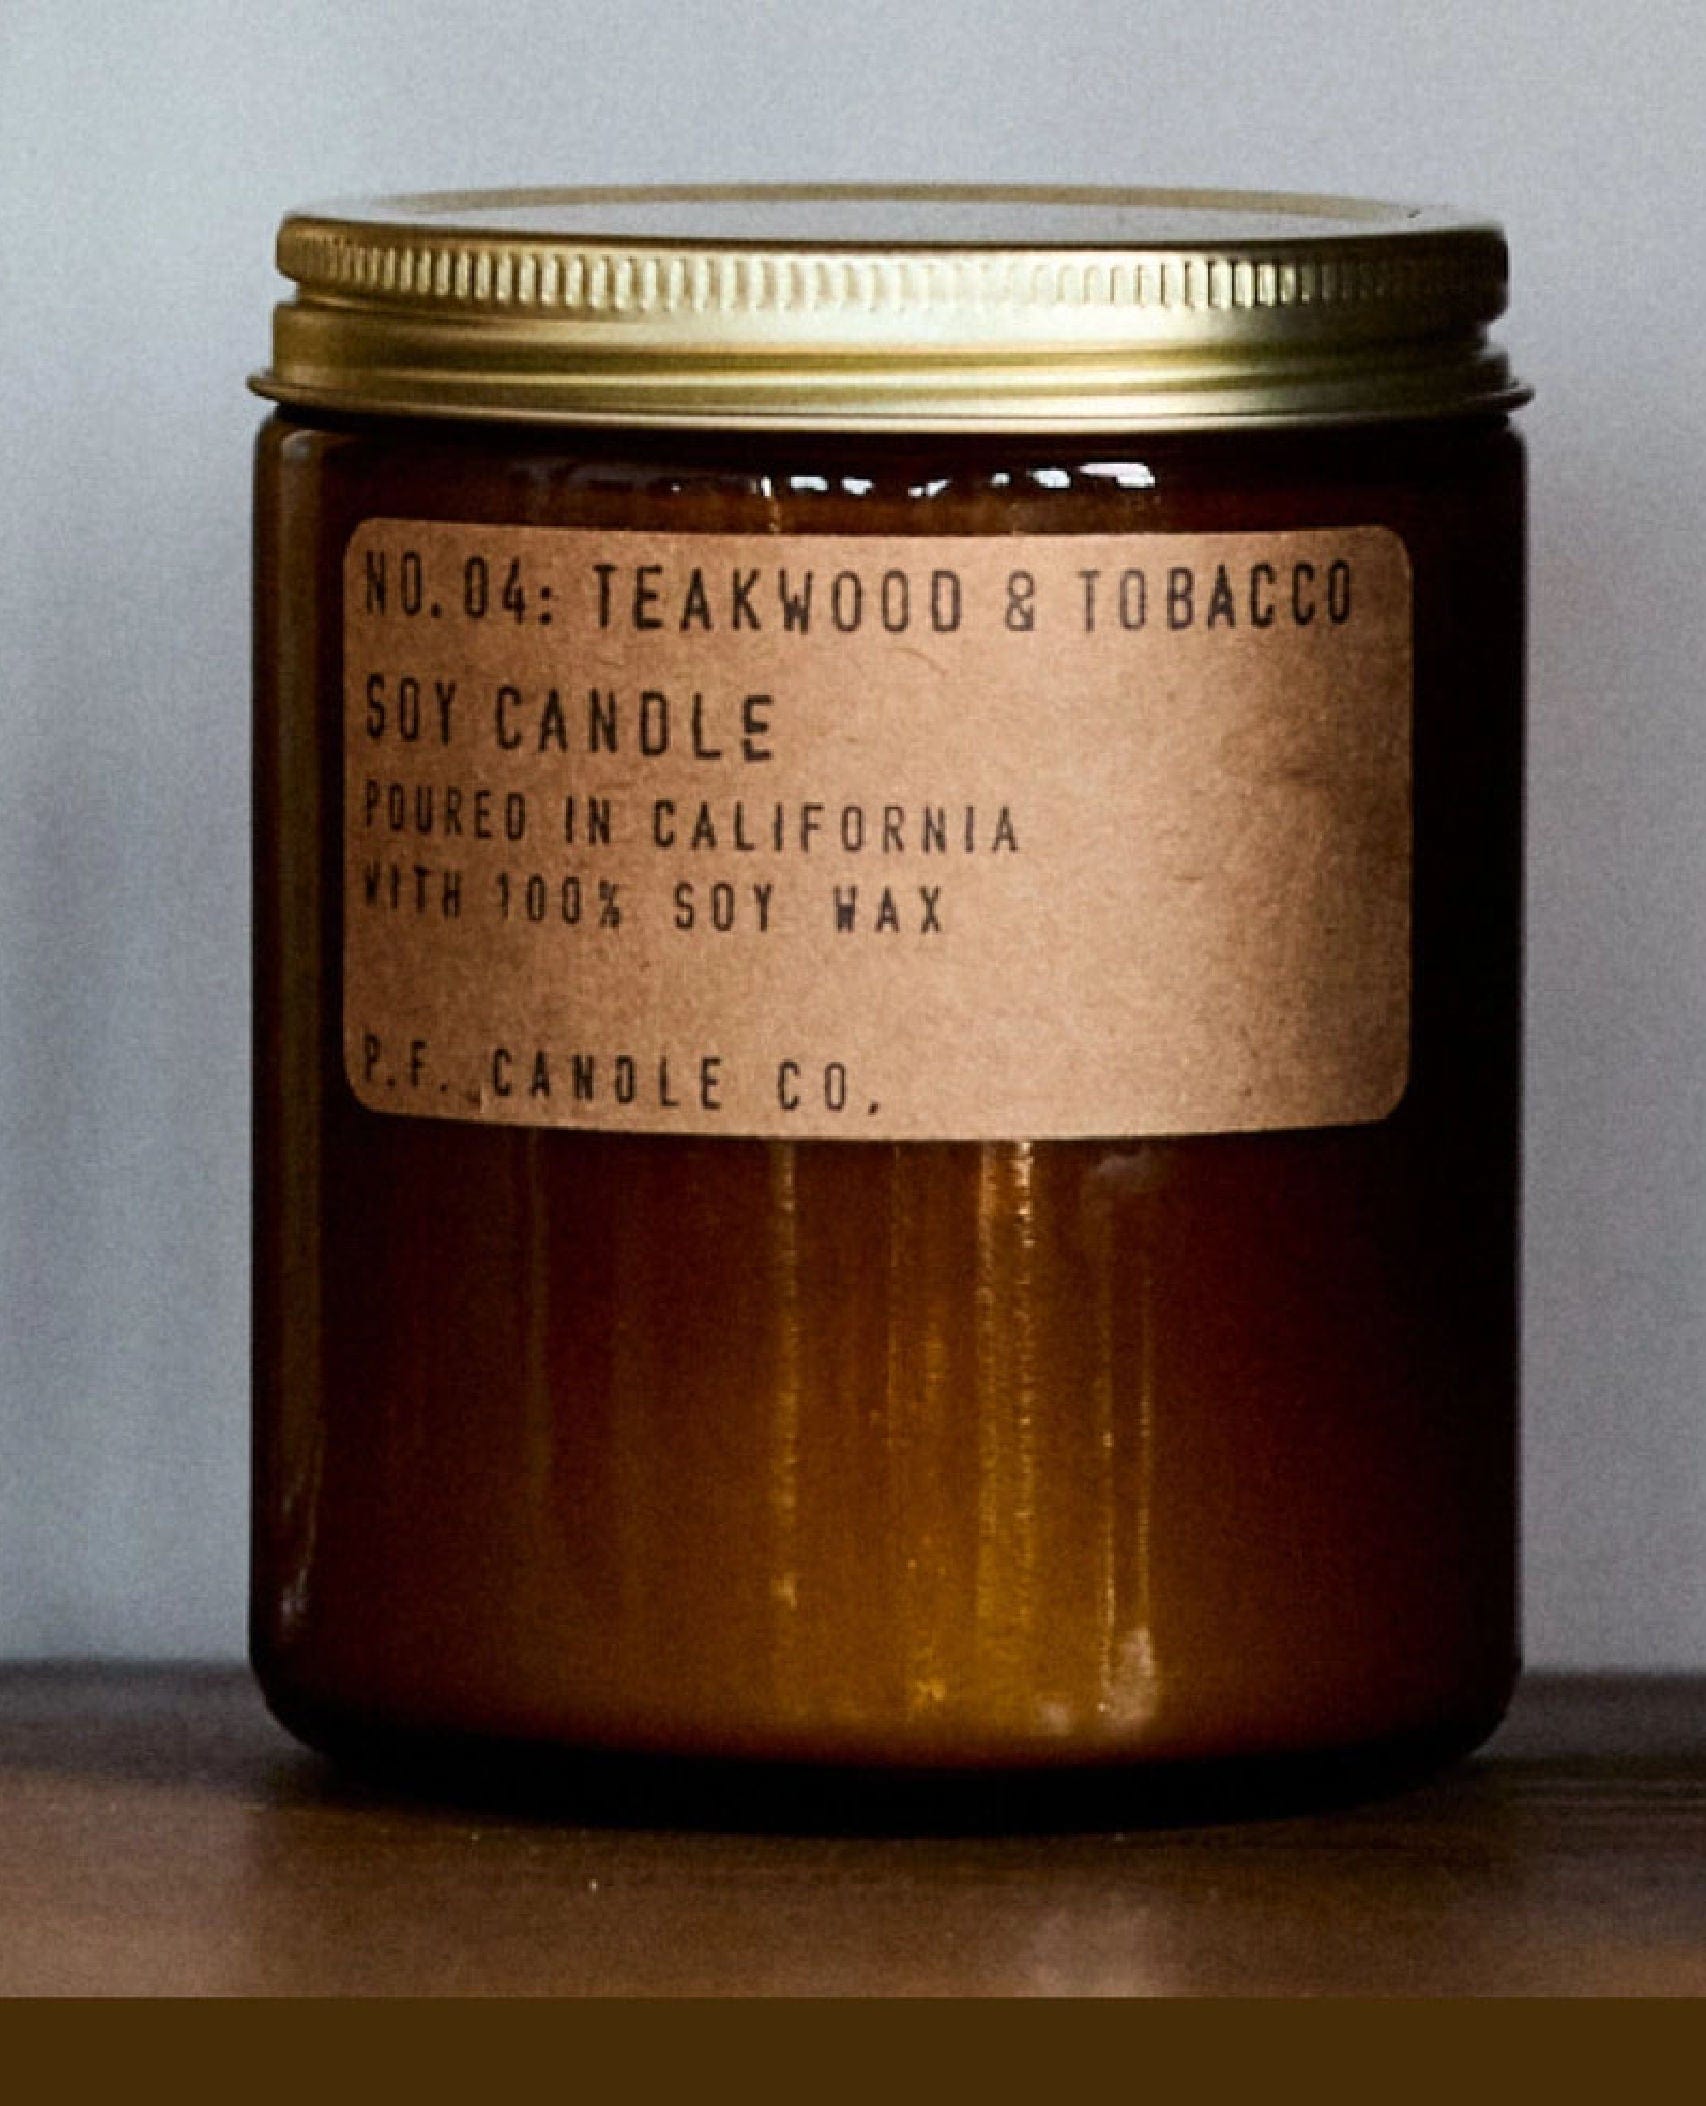 NO. 04: TEAKWOOD & TOBACCO
SOY CANDLE
POURED IN CALIFORNIA
WITH 100% SOY WAX
P.F. CANDLE CO.